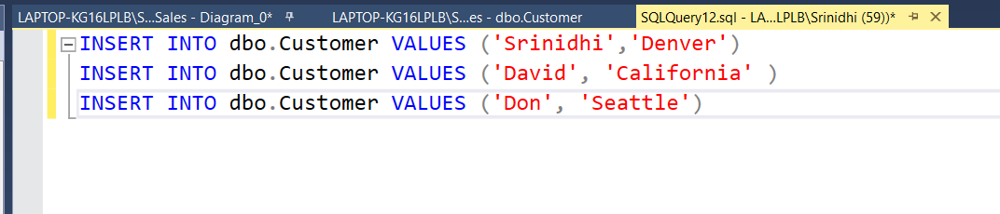 LAPTOP-KG16LPLB\S...Sales - Diagram_0* LAPTOP-KG16LPLB\S...es - dbo.Customer SQLQuery12.sql - LA...LPLB\Srinidhi (59))*
INSERT INTO dbo.Customer VALUES ('Srinidhi','Denver')
INSERT INTO dbo.Customer VALUES ('David', 'California' )
INSERT INTO dbo.Customer VALUES ('Don', 'Seattle')